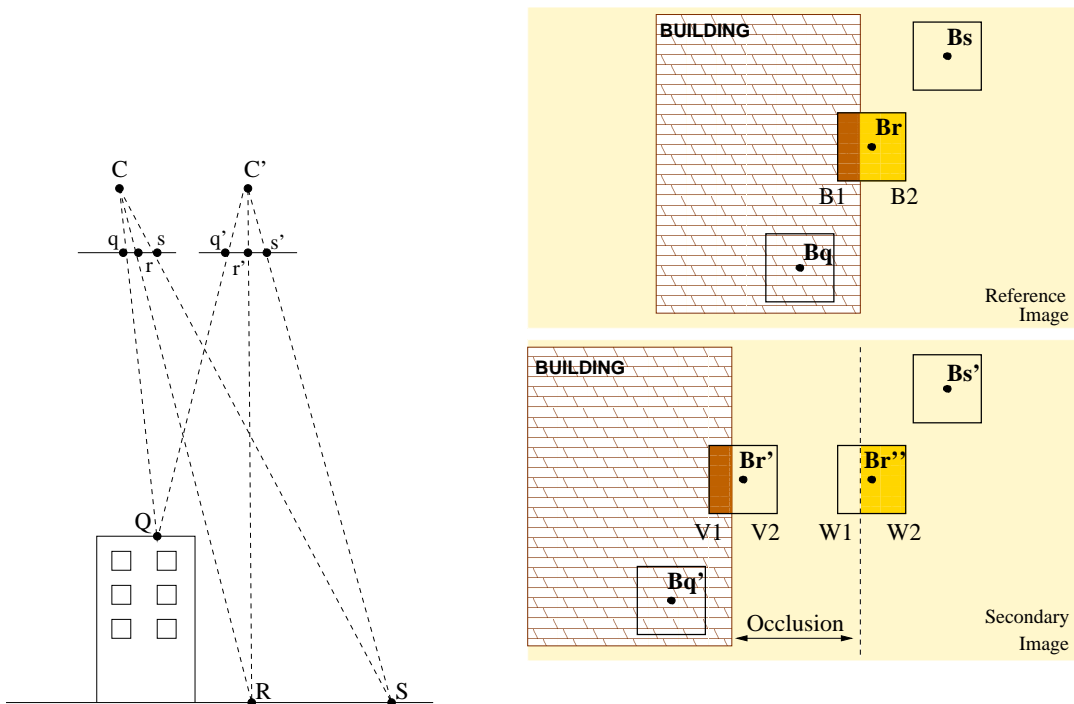 C C'
q r s q' r' s'
Q
R S
BUILDING
Bs
Br
B1 B2
Bq
Reference
Image
BUILDING
Bs'
Br' Br''
V1 V2 W1 W2
Bq'
Occlusion
Secondary
Image